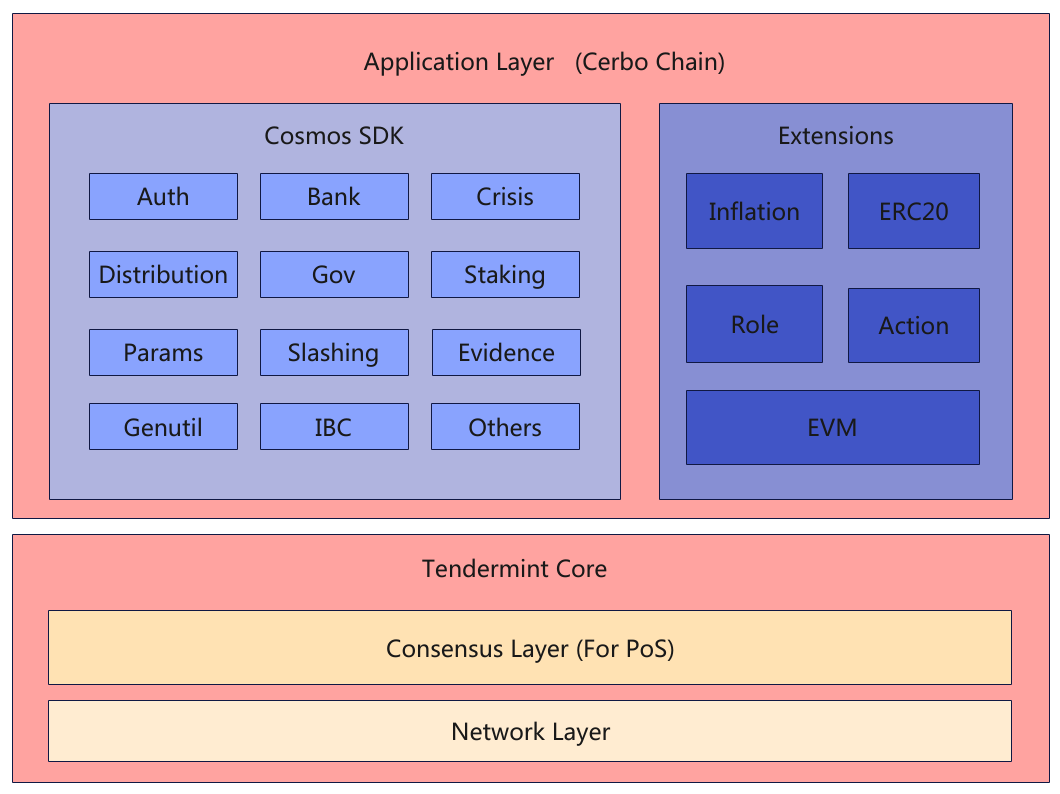 Application Layer (Cerbo Chain)
Cosmos SDK
Auth
Bank
Crisis
Distribution
Gov
Staking
Params
Slashing
Evidence
Genutil
IBC
Others
Extensions
Inflation
ERC20
Role
Action
EVM
Tendermint Core
Consensus Layer (For PoS)
Network Layer